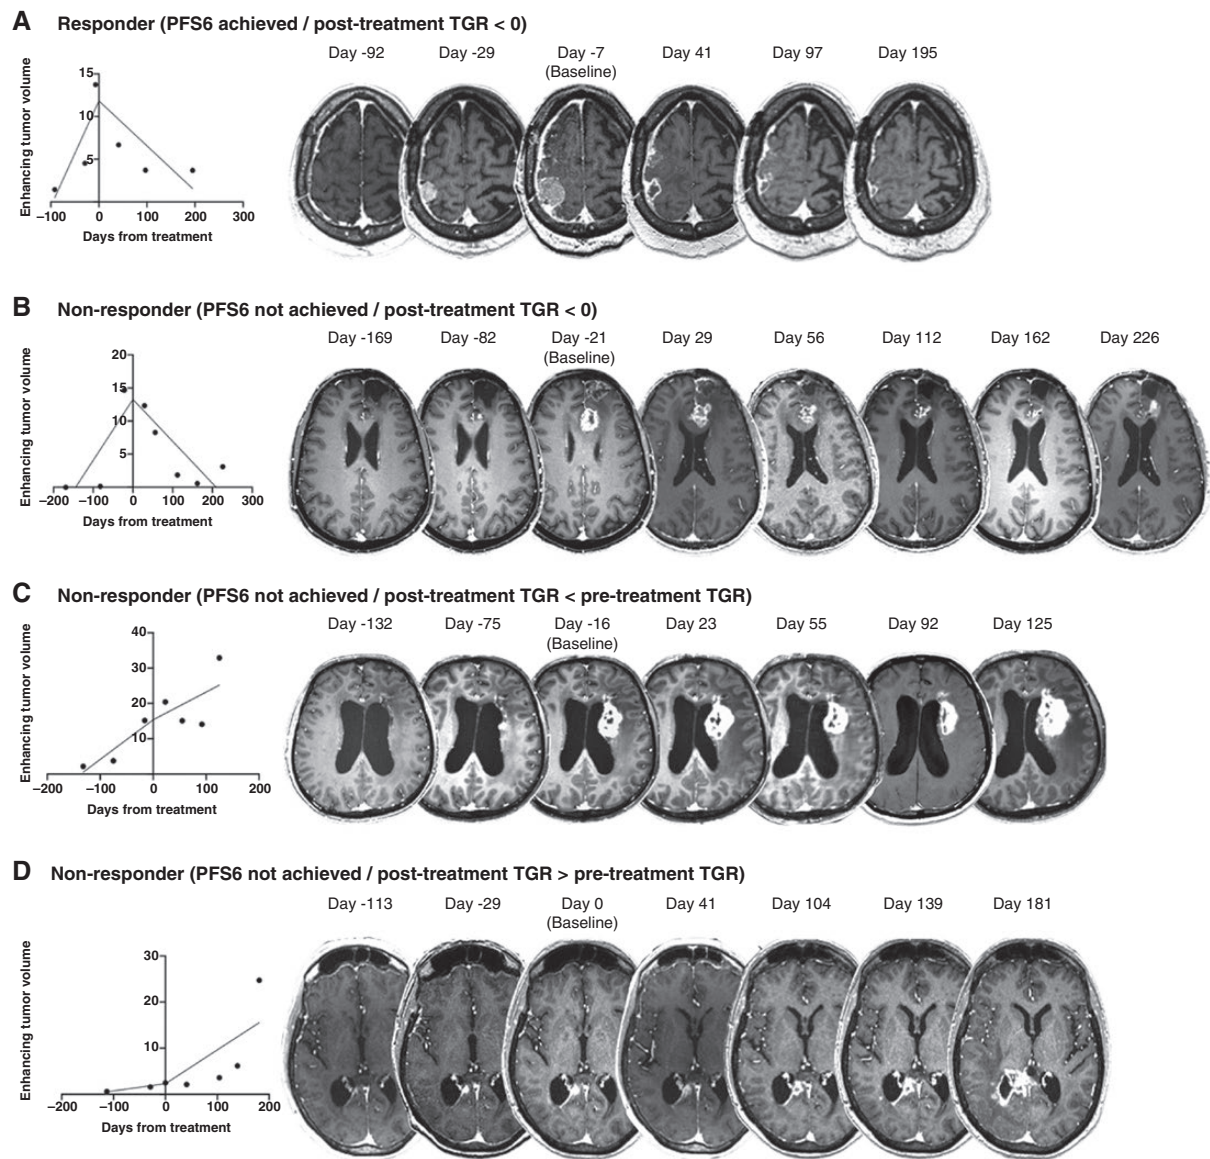 A Responder (PFS6 achieved / post-treatment TGR < 0)
Day -92 Day -29 Day -7 Day 41 Day 97 Day 195
(Baseline)
Enhancing tumor volume
15
10
5
–100 0 100 200 300
Days from treatment
B Non-responder (PFS6 not achieved / post-treatment TGR < 0)
Day -169 Day -82 Day -21 Day 29 Day 56 Day 112 Day 162 Day 226
(Baseline)
Enhancing tumor volume
20
15
10
5
–200 –100 0 100 200 300
Days from treatment
C Non-responder (PFS6 not achieved / post-treatment TGR < pre-treatment TGR)
Day -132 Day -75 Day -16 Day 23 Day 55 Day 92 Day 125
(Baseline)
Enhancing tumor volume
40
30
20
10
–200 –100 0 100 200
Days from treatment
D Non-responder (PFS6 not achieved / post-treatment TGR > pre-treatment TGR)
Day -113 Day -29 Day 0 Day 41 Day 104 Day 139 Day 181
(Baseline)
Enhancing tumor volume
30
20
10
–200 –100 0 100 200
Days from treatment